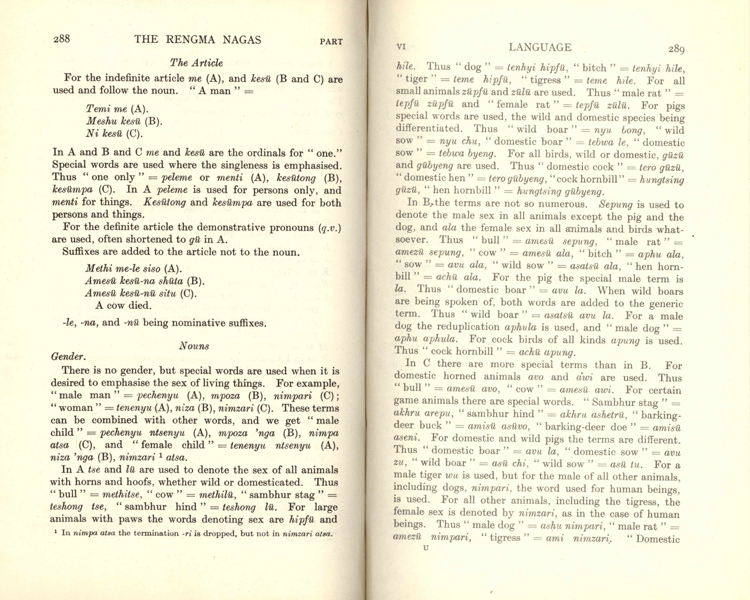 288 THE RENGMA NAGAS PART
The Article
For the indefinite article me (A), and kesü (B and C) are
used and follow the noun. “ A man ” =
Temi me (A).
Meshu kesü (B).
Ni kesü (C).
In A and B and C me and kesü are the ordinals for “ one.”
Special words are used where the singleness is emphasised.
Thus “ one only ” = peleme or menti (A), kesütong (B),
kesümpa (C). In A peleme is used for persons only, and
menti for things. Kesütong and kesümpa are used for both
persons and things.
For the definite article the demonstrative pronouns (q.v.)
are used, often shortened to gü in A.
Suffixes are added to the article not to the noun.
Methi me-le siso (A).
Amesü kesü-na shüta (B).
Amesü kesü-nü situ (C).
A cow died.
-le, -na, and -nü being nominative suffixes.
Nouns
Gender.
There is no gender, but special words are used when it is
desired to emphasise the sex of living things. For example,
“ male man ” = pechenyu (A), mpoza (B), nimpari (C) ;
“ woman ” = tenenyu (A), niza (B), nimzari (C). These terms
can be combined with other words, and we get “ male
child ” = pechenyu ntsenyu (A), mpoza ’nga (B), nimpa
atsa (C), and “ female child ” = tenenyu ntsenyu (A),
niza ’nga (B), nimzari ¹ atsa.
In A tse and lü are used to denote the sex of all animals
with horns and hoofs, whether wild or domesticated. Thus
“ bull ” = methitse, “ cow ” = methilü, “ sambhur stag ” =
teshong tse, “ sambhur hind ” = teshong lü. For large
animals with paws the words denoting sex are hipfü and
¹ In nimpa atsa the termination -ri is dropped, but not in nimzari atsa.
VI LANGUAGE 289
hile. Thus “ dog ” = tenhyi hipfü, “ bitch ” = tenhyi hile,
“ tiger ” = teme hipfü, “ tigress ” = teme hile. For all
small animals züpfü and zülü are used. Thus “ male rat ” =
tepfü züpfü and “ female rat ” = tepfü zülü. For pigs
special words are used, the wild and domestic species being
differentiated. Thus “ wild boar ” = nyu bong, “ wild
sow ” = nyu chu, “ domestic boar ” = tebwa le, “ domestic
sow ” = tebwa byeng. For all birds, wild or domestic, güzü
and gübyeng are used. Thus “ domestic cock ” = tero güzü,
“ domestic hen ” = tero gübyeng, “ cock hornbill ” = hungtsing
güzü, “ hen hornbill ” = hungtsing gübyeng.
In B, the terms are not so numerous. Sepung is used to
denote the male sex in all animals except the pig and the
dog, and ala the female sex in all animals and birds what-
soever. Thus “ bull ” = amesü sepung, “ male rat ” =
amezü sepung, “ cow ” = amesü ala, “ bitch ” = aphu ala,
“ sow ” = avu ala, “ wild sow ” = asatsü ala, “ hen horn-
bill ” = achü ala. For the pig the special male term is
la. Thus “ domestic boar ” = avu la. When wild boars
are being spoken of, both words are added to the generic
term. Thus “ wild boar ” = asatsü avu la. For a male
dog the reduplication aphula is used, and “ male dog ” =
aphu aphula. For cock birds of all kinds apung is used.
Thus “ cock hornbill ” = achü apung.
In C there are more special terms than in B. For
domestic horned animals avo and awi are used. Thus
“ bull ” = amesü avo, “ cow ” = amesü awi. For certain
game animals there are special words. “ Sambhur stag ” =
akhru arepu, “ sambhur hind ” = akhru ashetrü, “ barking-
deer buck ” = amisü asüvo, “ barking-deer doe ” = amisü
aseni. For domestic and wild pigs the terms are different.
Thus “ domestic boar ” = avu la, “ domestic sow ” = avu
zu, “ wild boar ” = asü chi, “ wild sow ” = asü tu. For a
male tiger wu is used, but for the male of all other animals,
including dogs, nimpari, the word used for human beings,
is used. For all other animals, including the tigress, the
female sex is denoted by nimzari, as in the case of human
beings. Thus “ male dog ” = ashu nimpari, “ male rat ” =
amezü nimpari, “ tigress ” = ami nimzari, “ Domestic
U